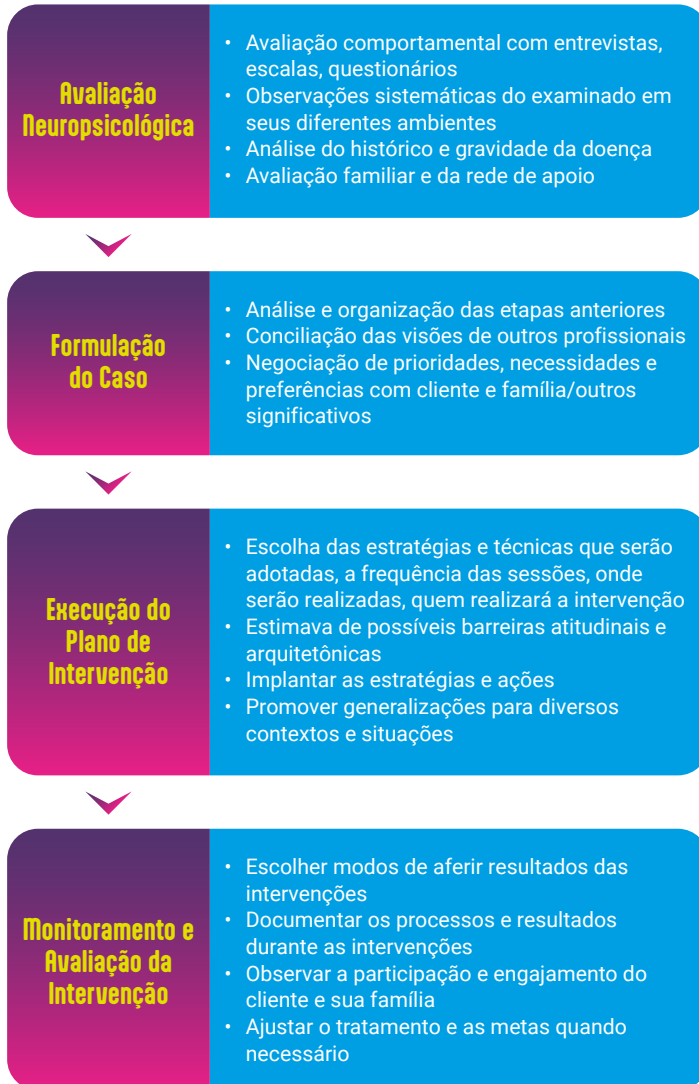 Avaliação
Neuropsicológica
• Avaliação comportamental com entrevistas,
escalas, questionários
• Observações sistemáticas do examinado em
seus diferentes ambientes
• Análise do histórico e gravidade da doença
• Avaliação familiar e da rede de apoio
Formulação
do Caso
• Análise e organização das etapas anteriores
• Conciliação das visões de outros profissionais
• Negociação de prioridades, necessidades e
preferências com cliente e família/outros
significativos
Execução do
Plano de
Intervenção
• Escolha das estratégias e técnicas que serão
adotadas, a frequência das sessões, onde
serão realizadas, quem realizará a intervenção
• Estimava de possíveis barreiras atitudinais e
arquitetônicas
• Implantar as estratégias e ações
• Promover generalizações para diversos
contextos e situações
Monitoramento e
Avaliação da
Intervenção
• Escolher modos de aferir resultados das
intervenções
• Documentar os processos e resultados
durante as intervenções
• Observar a participação e engajamento do
cliente e sua família
• Ajustar o tratamento e as metas quando
necessário